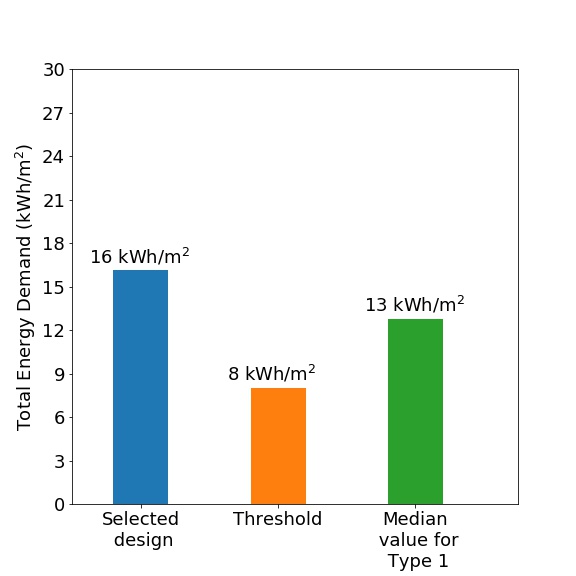 Total Energy Demand (kWh/m²)
30
27
24
21
18
15
12
9
6
3
0
16 kWh/m²
8 kWh/m²
13 kWh/m²
Selected
design
Threshold
Median
value for
Type 1